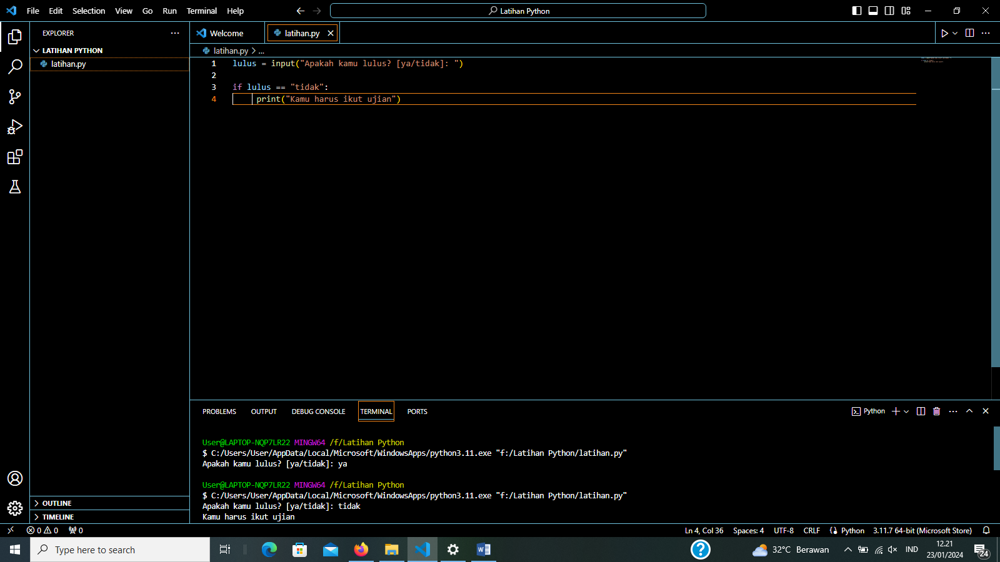 File Edit Selection View Go Run Terminal Help
Latihan Python
EXPLORER
LATIHAN PYTHON
latihan.py
Welcome
latihan.py
latihan.py > ...
1 lulus = input("Apakah kamu lulus? [ya/tidak]: ")
2
3 if lulus == "tidak":
4 print("Kamu harus ikut ujian")
PROBLEMS OUTPUT DEBUG CONSOLE TERMINAL PORTS
Python
User@LAPTOP-NQP7LR22 MINGW64 /f/Latihan Python
$ C:/Users/User/AppData/Local/Microsoft/WindowsApps/python3.11.exe "f:/Latihan Python/latihan.py"
Apakah kamu lulus? [ya/tidak]: ya
User@LAPTOP-NQP7LR22 MINGW64 /f/Latihan Python
$ C:/Users/User/AppData/Local/Microsoft/WindowsApps/python3.11.exe "f:/Latihan Python/latihan.py"
Apakah kamu lulus? [ya/tidak]: tidak
Kamu harus ikut ujian
OUTLINE
TIMELINE
0 0 0
Ln 4, Col 36 Spaces: 4 UTF-8 CRLF Python 3.11.7 64-bit (Microsoft Store)
Type here to search
32°C Berawan
IND
12.21
23/01/2024
24